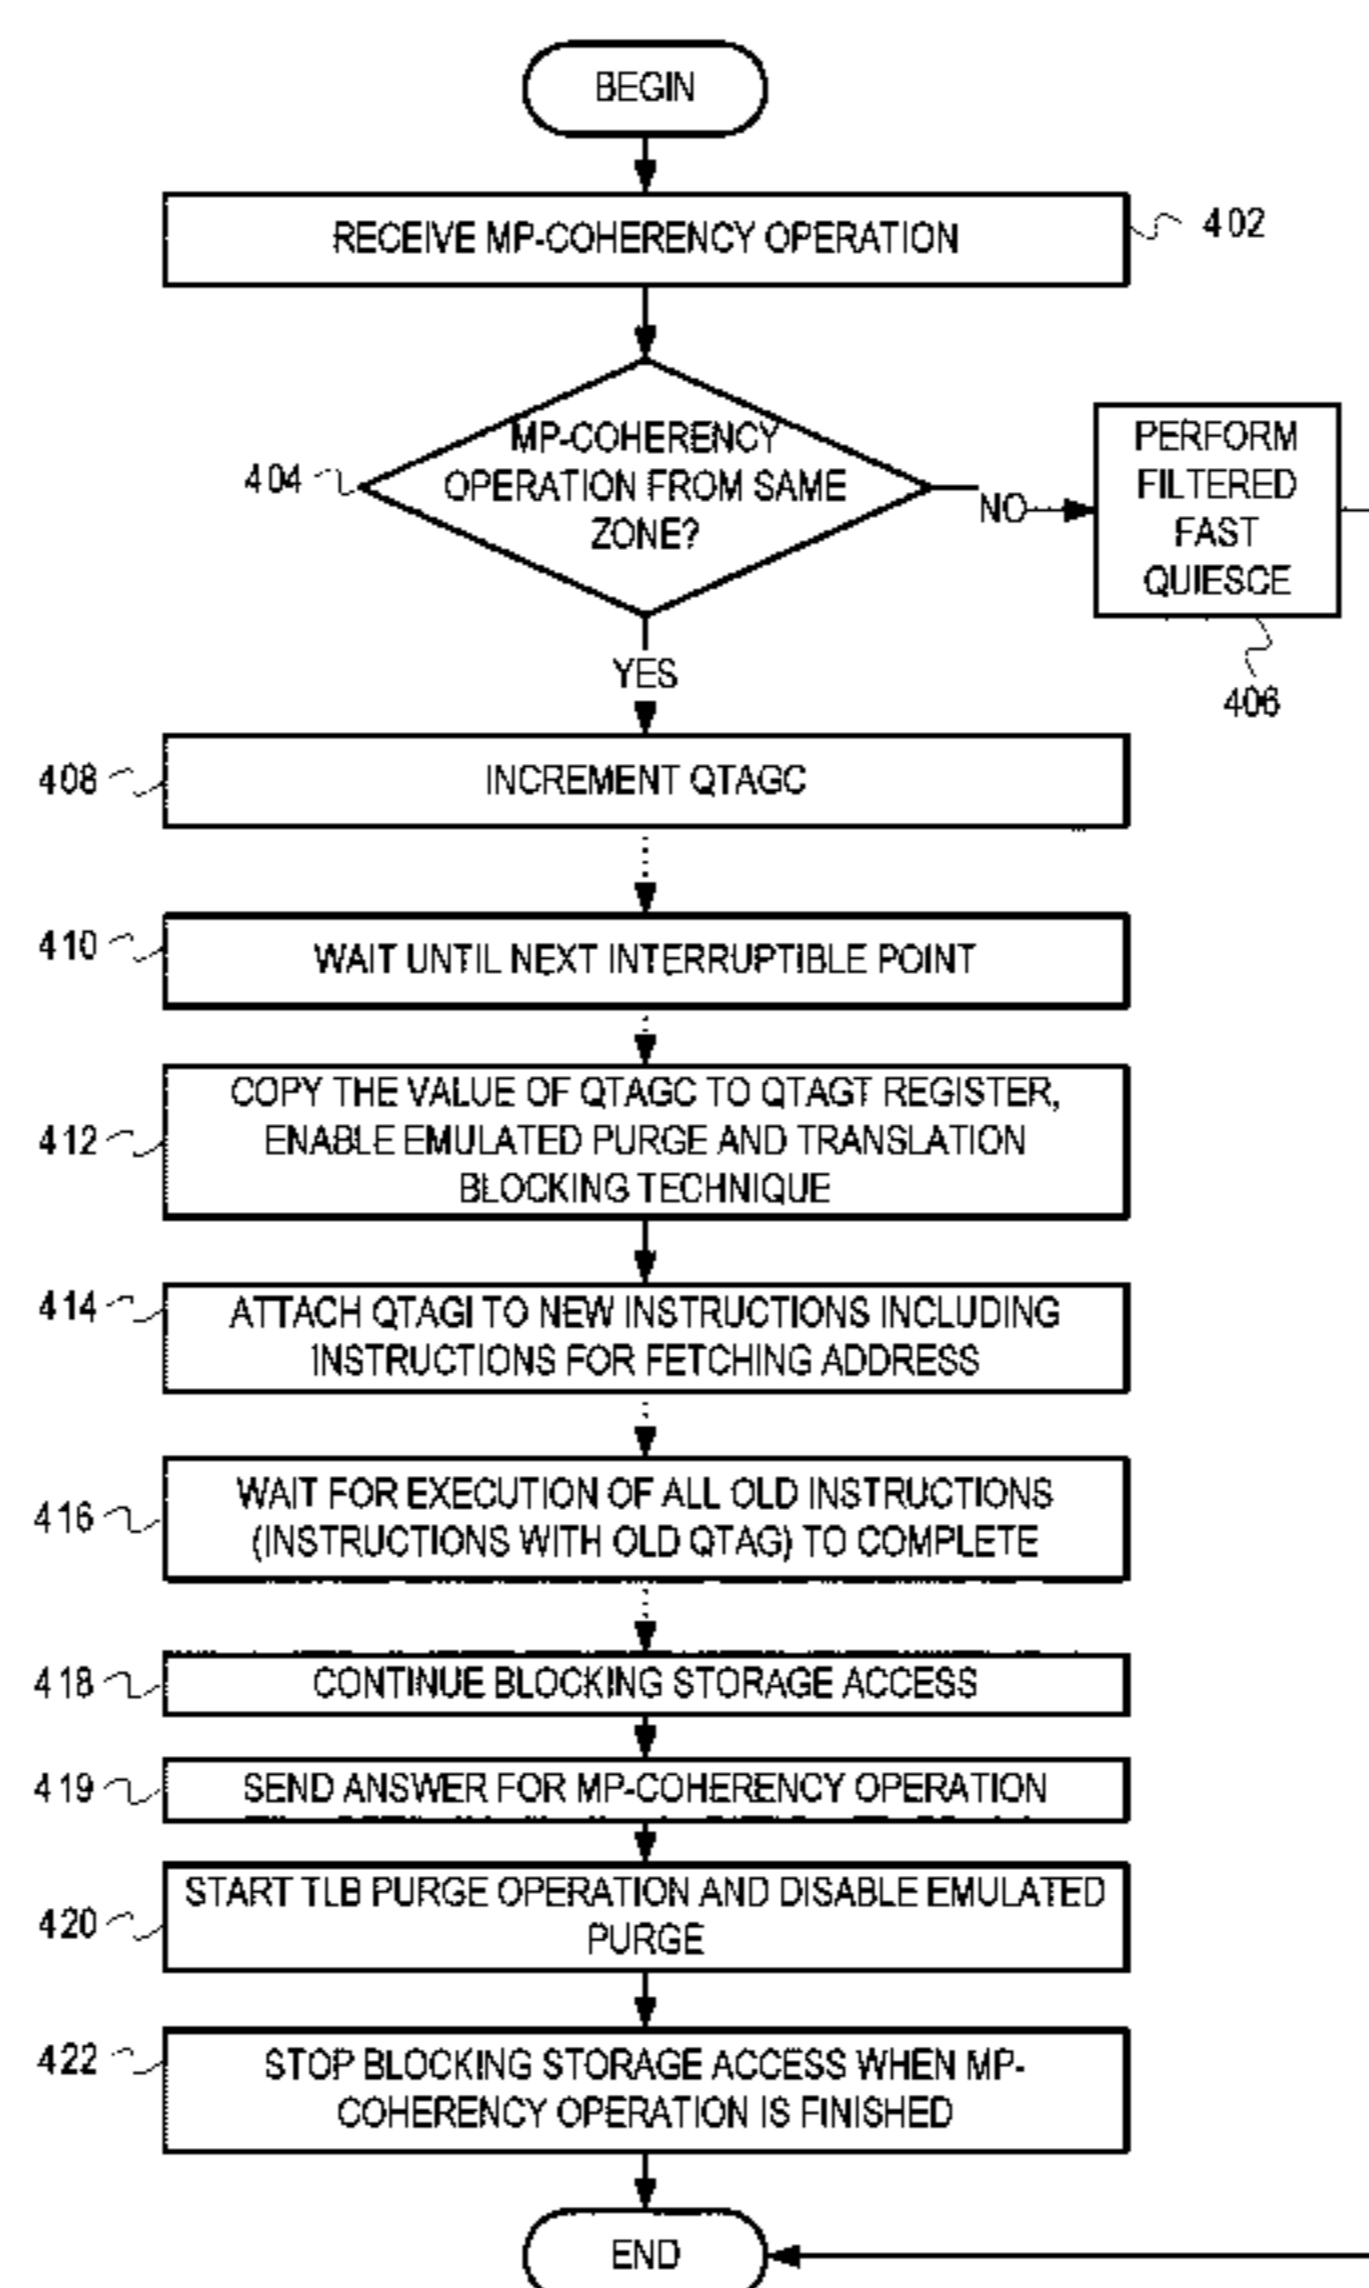 BEGIN
RECEIVE MP-COHERENCY OPERATION
402
MP-COHERENCY
OPERATION FROM SAME
ZONE?
404
NO
PERFORM
FILTERED
FAST
QUIESCE
406
YES
408
INCREMENT QTAGC
410
WAIT UNTIL NEXT INTERRUPTIBLE POINT
412
COPY THE VALUE OF QTAGC TO QTAGT REGISTER,
ENABLE EMULATED PURGE AND TRANSLATION
BLOCKING TECHNIQUE
414
ATTACH QTAGI TO NEW INSTRUCTIONS INCLUDING
INSTRUCTIONS FOR FETCHING ADDRESS
416
WAIT FOR EXECUTION OF ALL OLD INSTRUCTIONS
(INSTRUCTIONS WITH OLD QTAG) TO COMPLETE
418
CONTINUE BLOCKING STORAGE ACCESS
419
SEND ANSWER FOR MP-COHERENCY OPERATION
420
START TLB PURGE OPERATION AND DISABLE EMULATED
PURGE
422
STOP BLOCKING STORAGE ACCESS WHEN MP-
COHERENCY OPERATION IS FINISHED
END